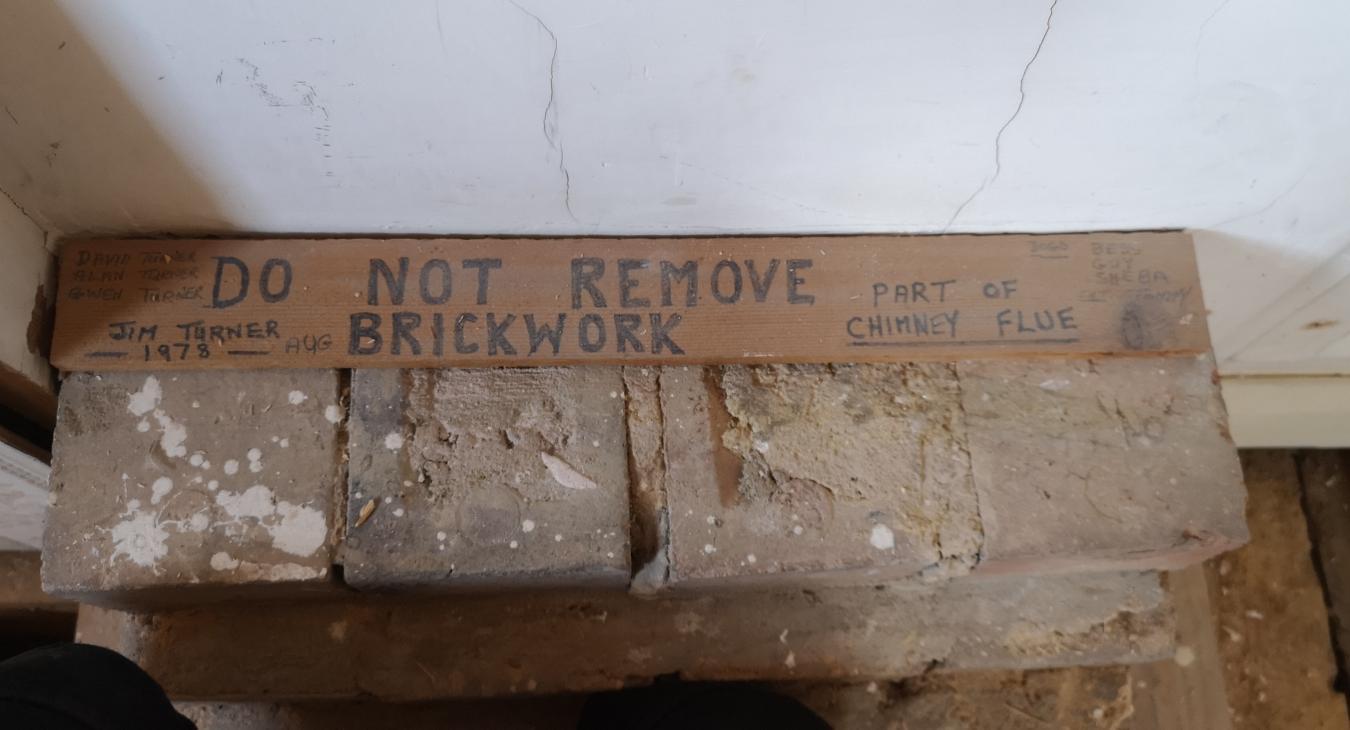 DAVID TURNER
ALAN TURNER
GWEN TURNER
JIM TURNER
— 1978 — AUG
DO NOT REMOVE
BRICKWORK
PART OF
CHIMNEY FLUE
DOGS
BESS
SHEBA
TOMMY